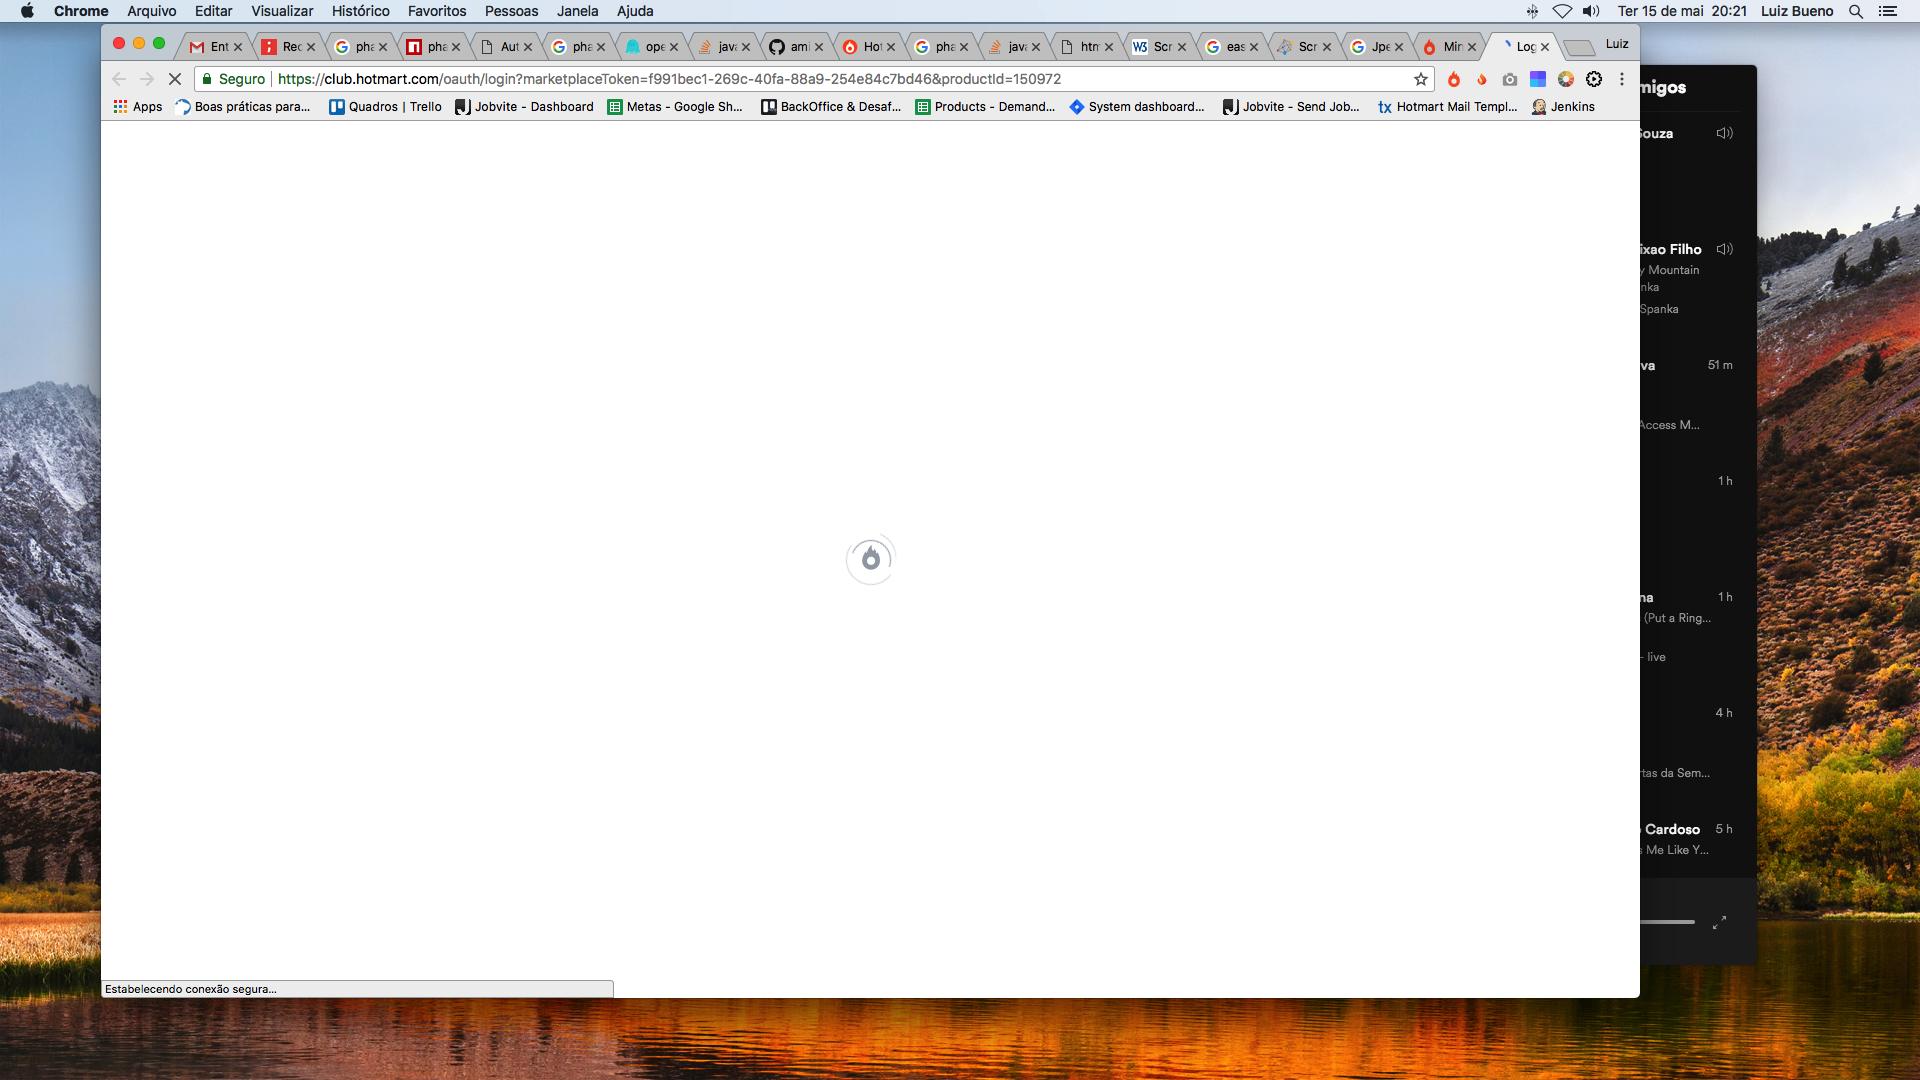 Chrome Arquivo Editar Visualizar Histórico Favoritos Pessoas Janela Ajuda Ter 15 de mai 20:21 Luiz Bueno
Ent Rec pha pha Aut pha ope java ami Hot pha java htm Scr eas Scr Jpe Min Log Luiz
Seguro https://club.hotmart.com/oauth/login?marketplaceToken=f991bec1-269c-40fa-88a9-254e84c7bd46&productId=150972
Apps Boas práticas para... Quadros | Trello Jobvite - Dashboard Metas - Google Sh... BackOffice & Desaf... Products - Demand... System dashboard... Jobvite - Send Job... tx Hotmart Mail Templ... Jenkins
migos
Souza
ixao Filho
y Mountain
nka
Spanka
va 51 m
Access M...
1 h
na 1 h
(Put a Ring...
- live
4 h
rtas da Sem...
Cardoso 5 h
s Me Like Y...
Estabelecendo conexão segura...